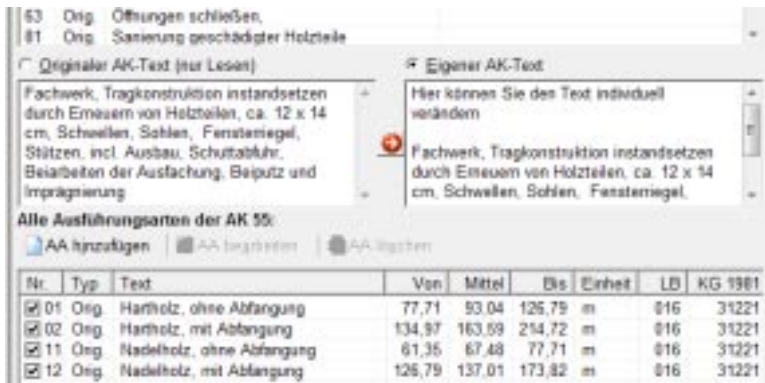 63 Orig. Öffnungen schließen,
81 Orig. Sanierung geschädigter Holzteile
Originaler AK-Text (nur Lesen)
Eigener AK-Text
Fachwerk, Tragkonstruktion instandsetzen
durch Erneuern von Holzteilen, ca. 12 x 14
cm, Schwellen, Sohlen, Fensterriegel,
Stützen, incl. Ausbau, Schuttabfuhr,
Beiarbeiten der Ausfachung, Beiputz und
Imprägnierung
Hier können Sie den Text individuell
verändern
Fachwerk, Tragkonstruktion instandsetzen
durch Erneuern von Holzteilen, ca. 12 x 14
cm, Schwellen, Sohlen, Fensterriegel,
Alle Ausführungsarten der AK 55:
AA hinzufügen AA bearbeiten AA löschen
Nr. Typ Text Von Mittel Bis Einheit LB KG 1981
01 Orig. Hartholz, ohne Abfangung 77,71 93,04 126,79 m 016 31221
02 Orig. Hartholz, mit Abfangung 134,97 163,59 214,72 m 016 31221
11 Orig. Nadelholz, ohne Abfangung 61,35 67,48 77,71 m 016 31221
12 Orig. Nadelholz, mit Abfangung 126,79 137,01 173,82 m 016 31221